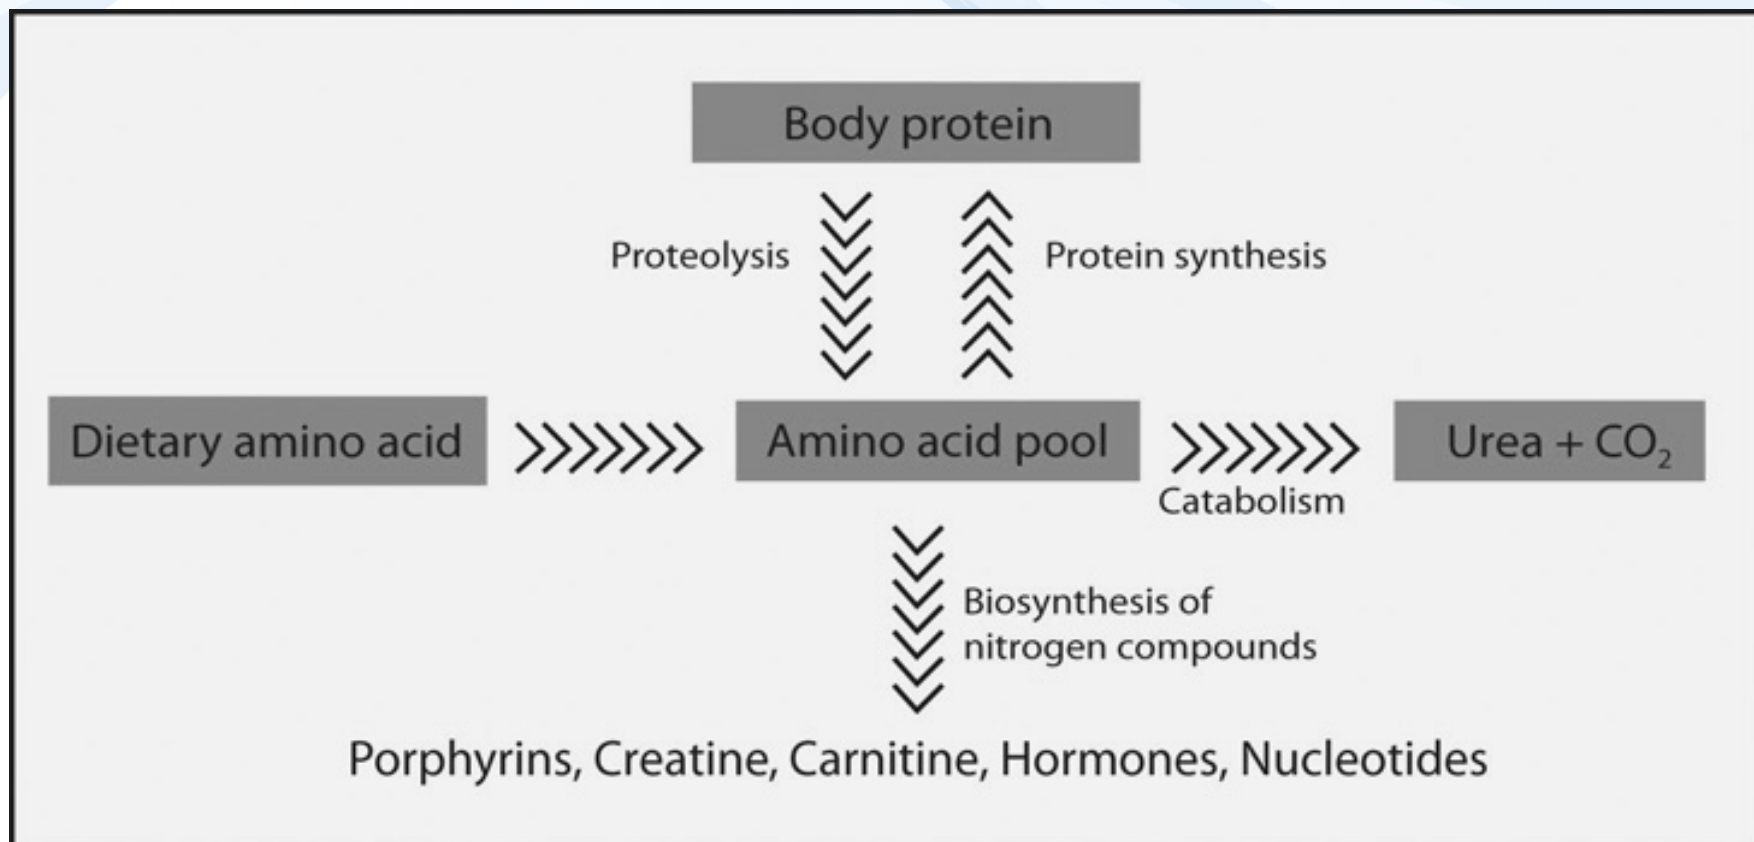 Body protein
Proteolysis
Protein synthesis
Dietary amino acid
Amino acid pool
Urea + CO₂
Catabolism
Biosynthesis of
nitrogen compounds
Porphyrins, Creatine, Carnitine, Hormones, Nucleotides